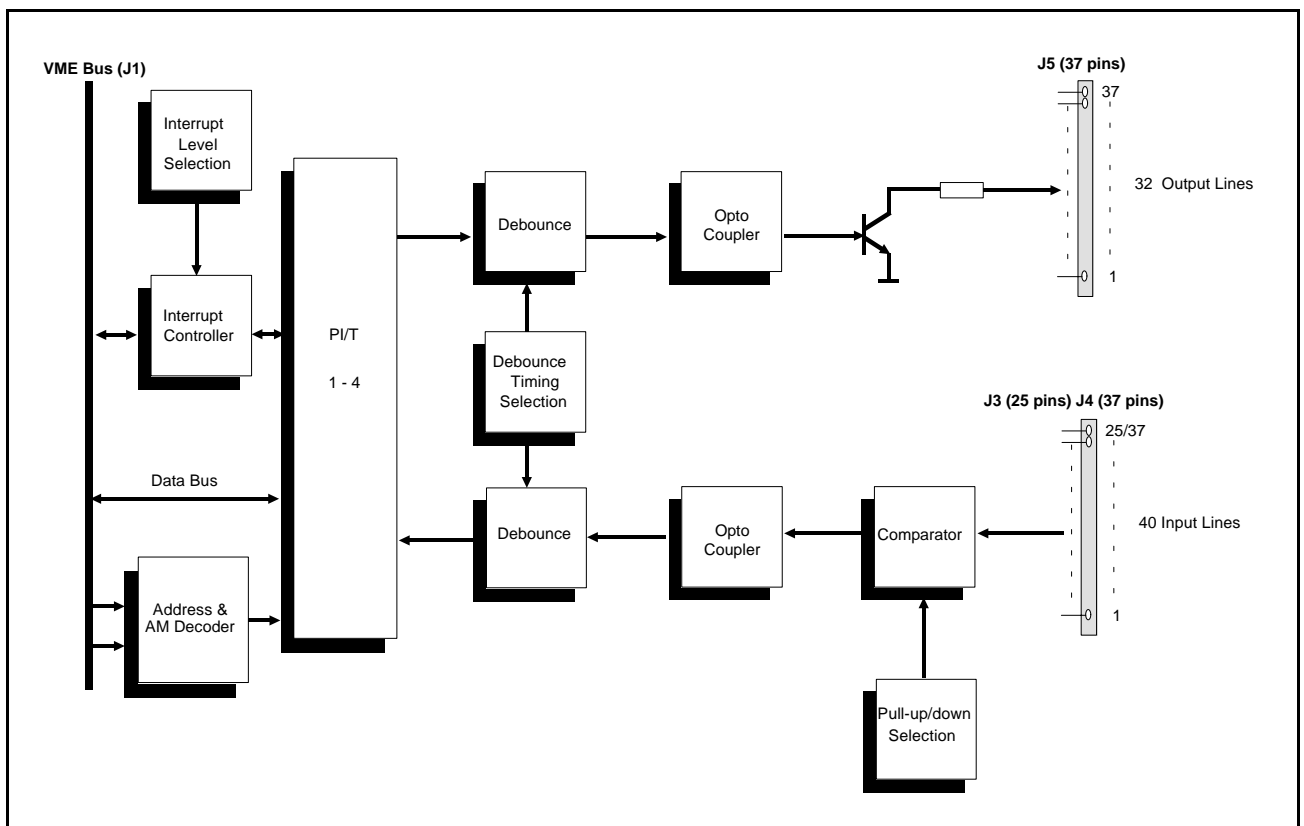 VME Bus (J1)
Interrupt
Level
Selection
Interrupt
Controller
Data Bus
Address &
AM Decoder
PI/T
1 - 4
Debounce
Opto
Coupler
Debounce
Timing
Selection
Debounce
Opto
Coupler
Comparator
Pull-up/down
Selection
J5 (37 pins)
37
32 Output Lines
1
J3 (25 pins) J4 (37 pins)
25/37
40 Input Lines
1